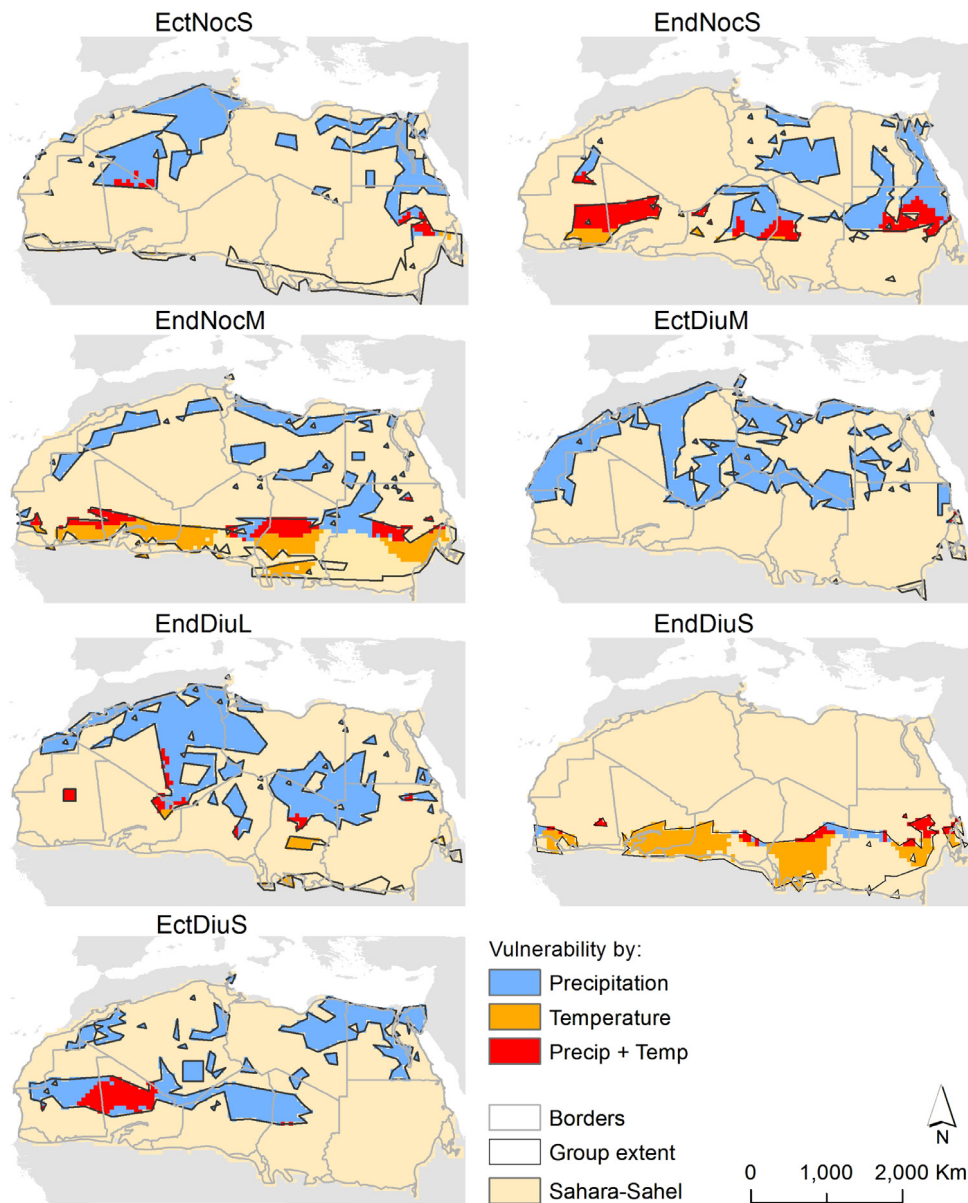 EctNocS
EndNocS
EndNocM
EctDiuM
EndDiuL
EndDiuS
EctDiuS
Vulnerability by:
Precipitation
Temperature
Precip + Temp
Borders
Group extent
Sahara-Sahel
N
0 1,000 2,000 Km